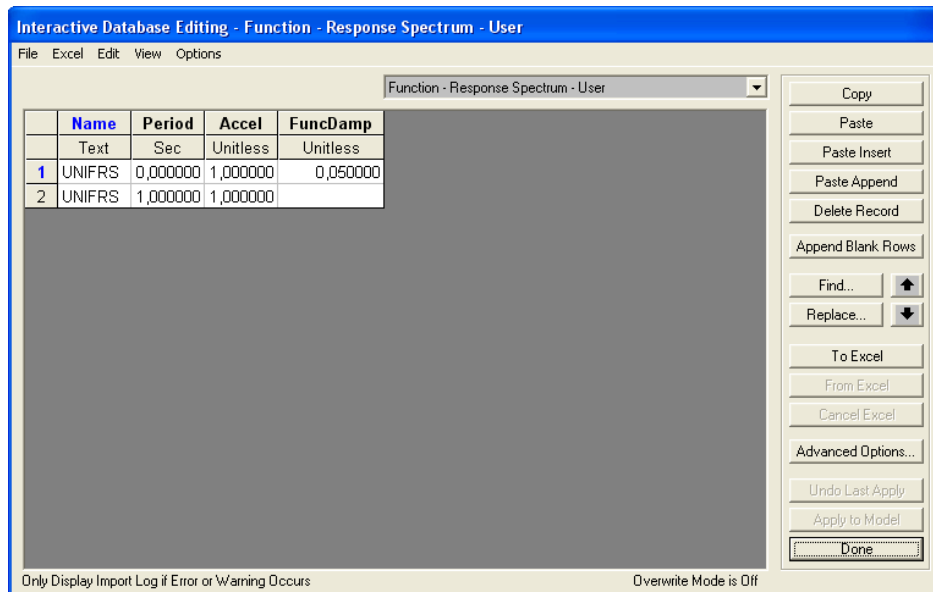 Interactive Database Editing - Function - Response Spectrum - User
File Excel Edit View Options
Function - Response Spectrum - User
Name Period Accel FuncDamp
Text Sec Unitless Unitless
1 UNIFRS 0,000000 1,000000 0,050000
2 UNIFRS 1,000000 1,000000
Copy
Paste
Paste Insert
Paste Append
Delete Record
Append Blank Rows
Find...
Replace...
To Excel
From Excel
Cancel Excel
Advanced Options...
Undo Last Apply
Apply to Model
Done
Only Display Import Log if Error or Warning Occurs Overwrite Mode is Off